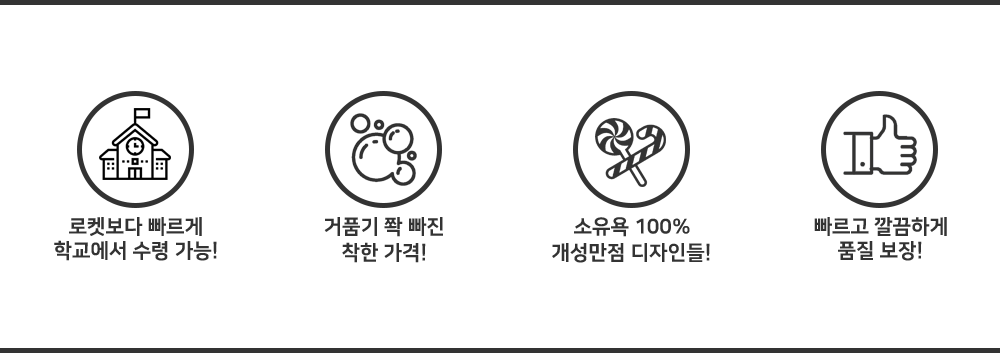 로켓보다 빠르게
학교에서 수령 가능!
거품기 쫙 빠진
착한 가격!
소유욕 100%
개성만점 디자인들!
빠르고 깔끔하게
품질 보장!